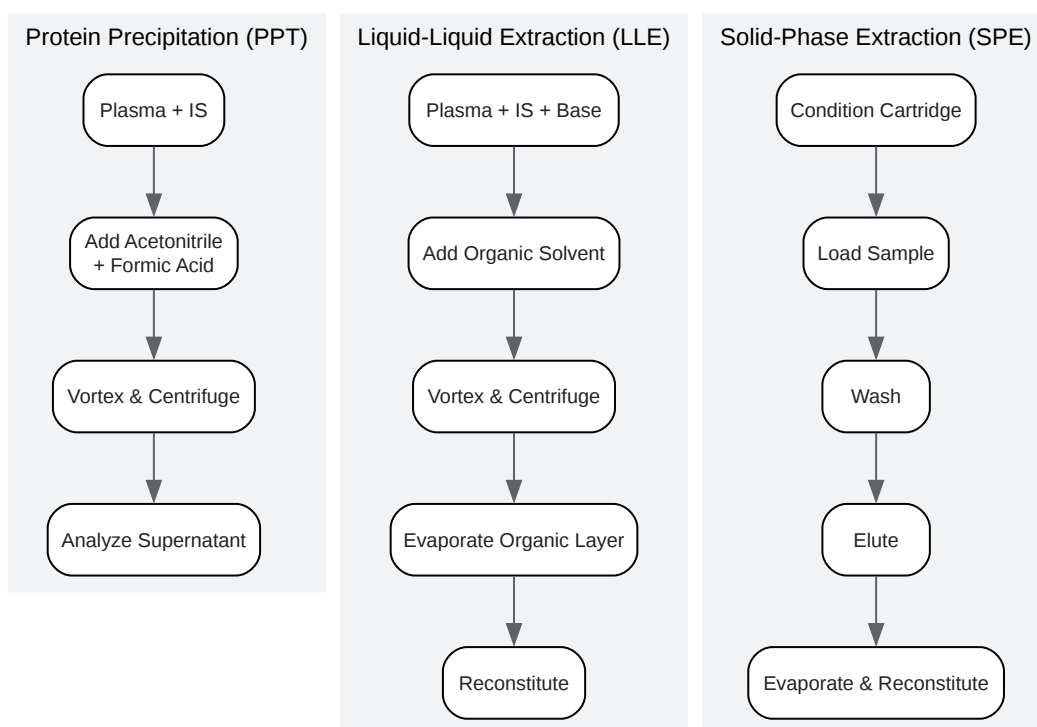 Protein Precipitation (PPT)
Plasma + IS
Add Acetonitrile
+ Formic Acid
Vortex & Centrifuge
Analyze Supernatant
Liquid-Liquid Extraction (LLE)
Plasma + IS + Base
Add Organic Solvent
Vortex & Centrifuge
Evaporate Organic Layer
Reconstitute
Solid-Phase Extraction (SPE)
Condition Cartridge
Load Sample
Wash
Elute
Evaporate & Reconstitute